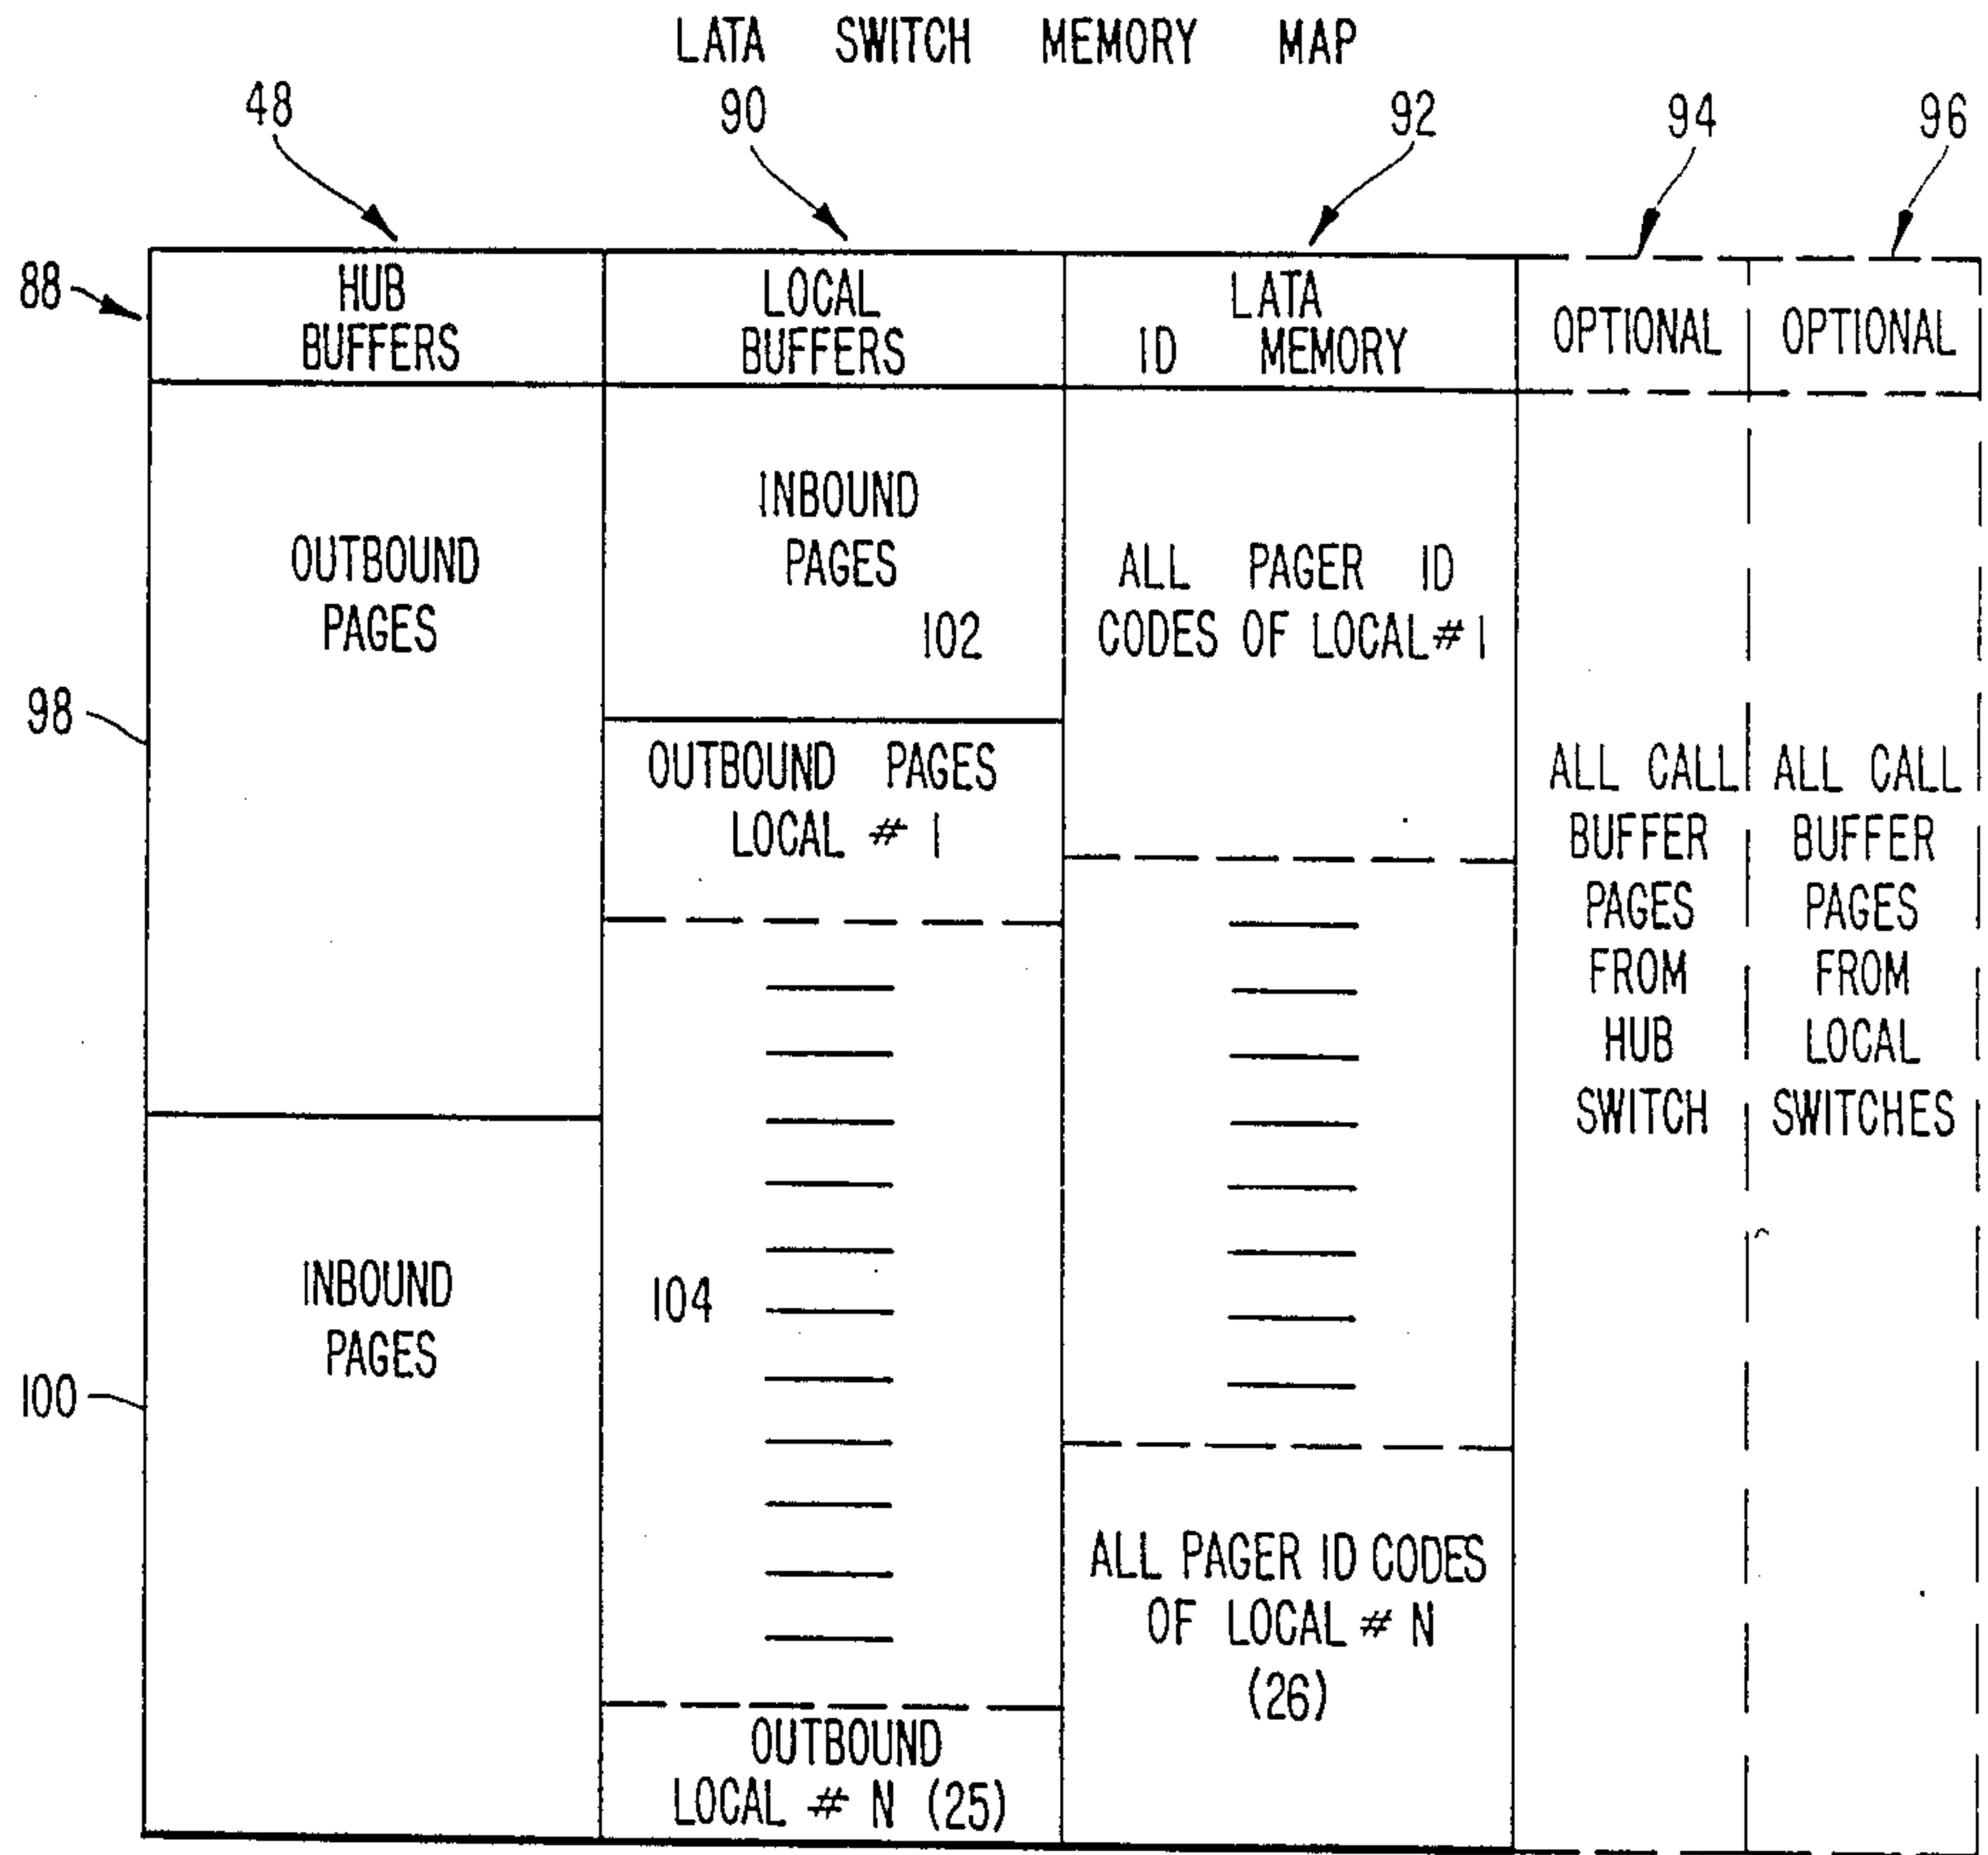 LATA SWITCH MEMORY MAP
48
90
92
94
96
88
HUB
BUFFERS
LOCAL
BUFFERS
LATA
ID MEMORY
OPTIONAL
OPTIONAL
OUTBOUND
PAGES
98
INBOUND
PAGES
100
INBOUND
PAGES
102
OUTBOUND PAGES
LOCAL # 1
104
OUTBOUND
LOCAL # N (25)
ALL PAGER ID
CODES OF LOCAL # 1
ALL PAGER ID CODES
OF LOCAL # N
(26)
ALL CALL
BUFFER
PAGES
FROM
HUB
SWITCH
ALL CALL
BUFFER
PAGES
FROM
LOCAL
SWITCHES